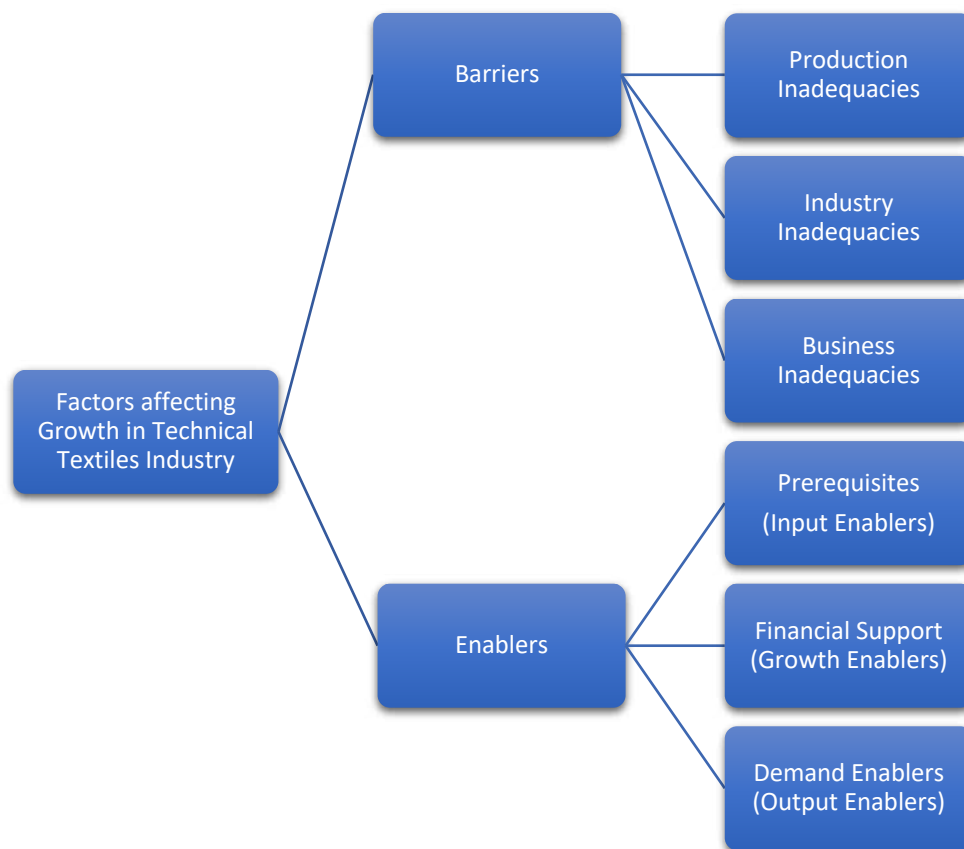 Factors affecting
Growth in Technical
Textiles Industry
Barriers
Production
Inadequacies
Industry
Inadequacies
Business
Inadequacies
Enablers
Prerequisites
(Input Enablers)
Financial Support
(Growth Enablers)
Demand Enablers
(Output Enablers)